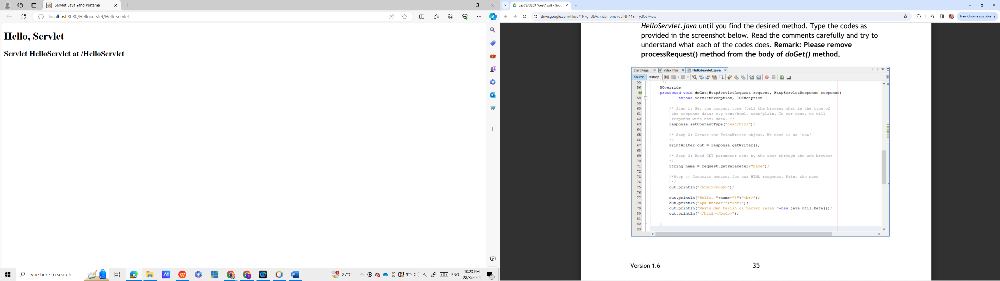 Servlet Saya Yang Pertama
localhost:8080/HelloServlet/HelloServlet
Hello, Servlet
Servlet HelloServlet at /HelloServlet
Type here to search
1
27°C
ENG
10:23 PM
28/3/2024
1
LabCSA3209_Week1.pdf - Goo
drive.google.com/file/d/1NxghUEVcnnL0mbms7d8iNH119lh_ydQ3/view
New Chrome available
HelloServlet.java until you find the desired method. Type the codes as
provided in the screenshot below. Read the comments carefully and try to
understand what each of the codes does. Remark: Please remove
processRequest() method from the body of doGet() method.
Start Page index.html HelloServlet.java
Source History
55 */
56 @Override
protected void doGet(HttpServletRequest request, HttpServletResponse response)
58 throws ServletException, IOException {
59
60 /* Step 1: Set the content type (tell the browser what is the type of
61 the response data; e.g text/html, text/plain. In our case, we will
62 responds with html data. */
63 response.setContentType("text/html");
64
65 /* Step 2: Create the PrintWriter object. We name it as 'out'
66 */
67 PrintWriter out = response.getWriter();
68
69 /* Step 3: Read GET parameter sent by the user through the web browser
70 */
71 String name = request.getParameter("name");
72
73 /*Step 4: Generate content for our HTML response. Print the name
74 */
75 out.println("<html><body>");
76
77 out.println("Hello, "+name+"!"+"<br>");
78 out.println("Apa khabar?"+"<hr>");
79 out.println("Waktu dan tarikh di Server ialah "+new java.util.Date());
80 out.println("</html></body>");
81
82 }
83
Version 1.6 35